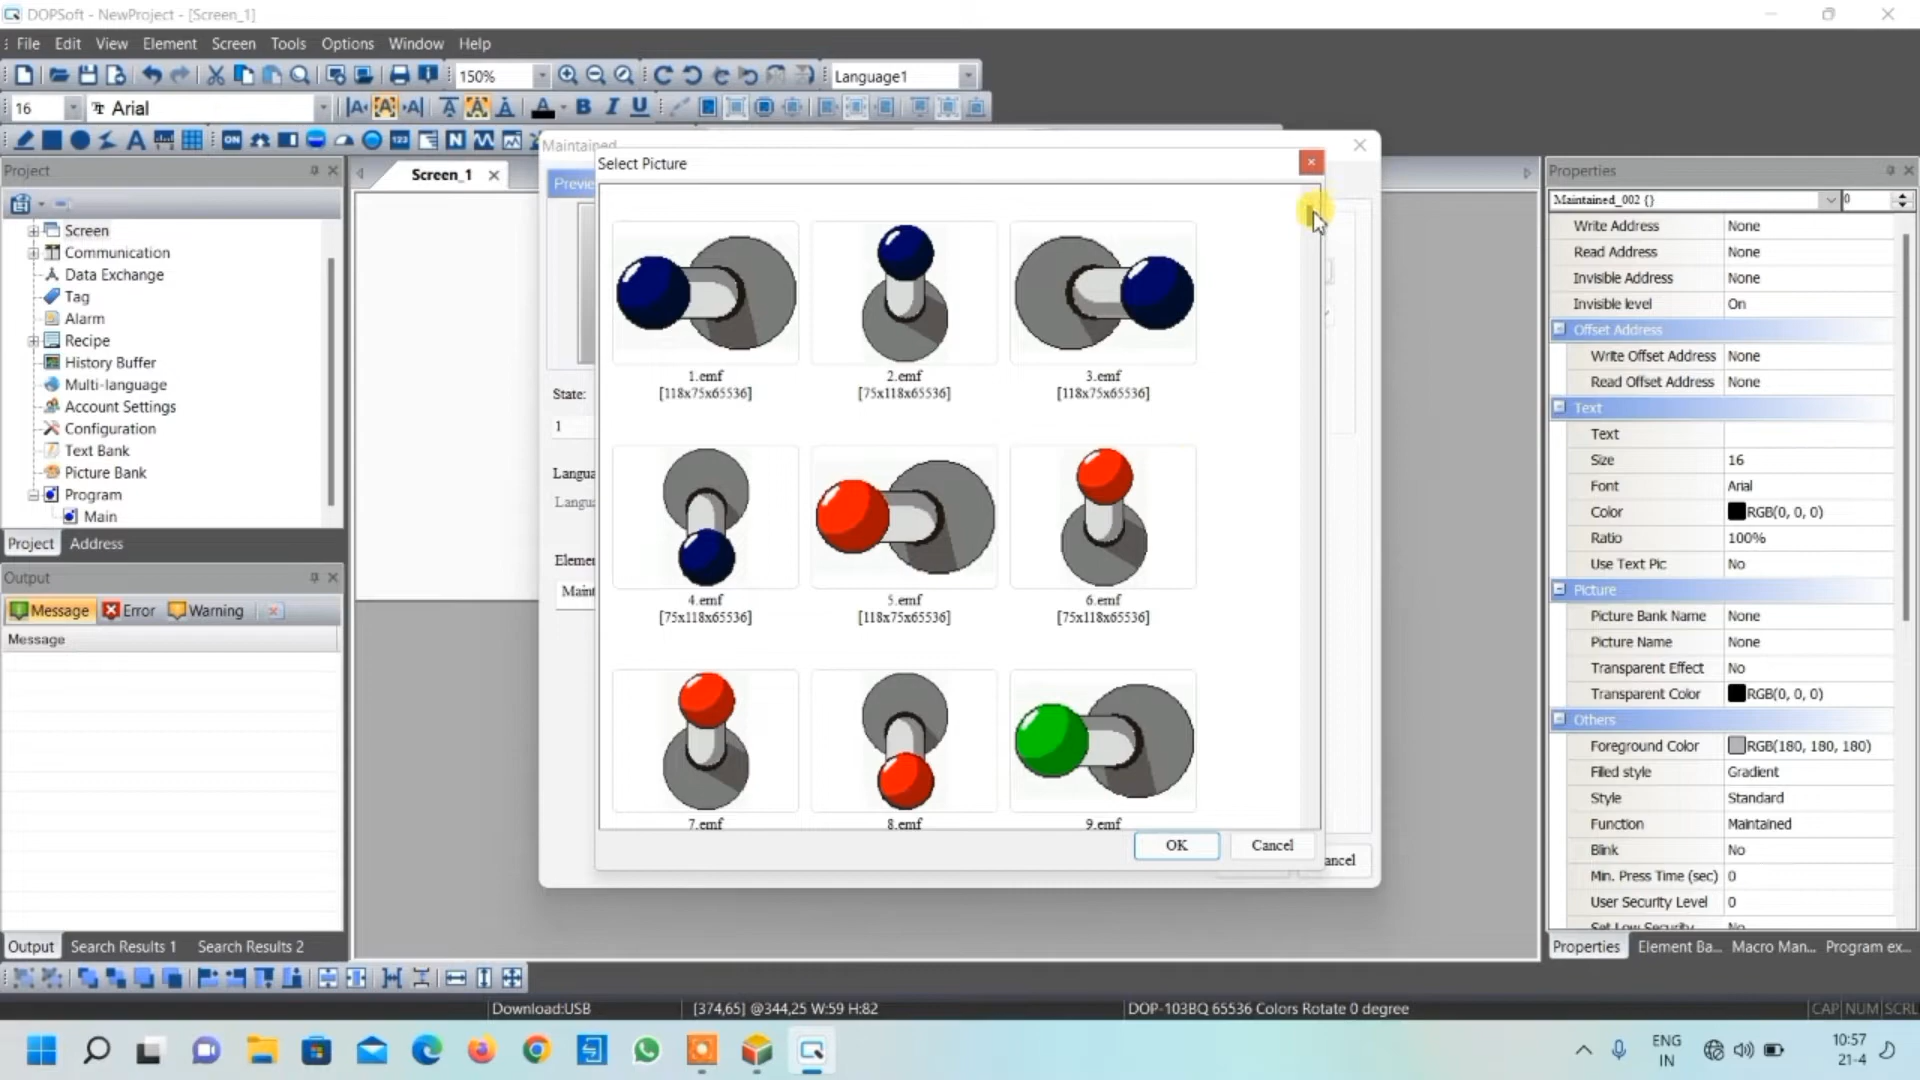 DOPSoft - NewProject - [Screen_1]
File Edit View Element Screen Tools Options Window Help
150% Language1
16 Arial
ON 123 N
Project
Screen_1
Maintained
Select Picture
Properties
Maintained_002 {} 0
Screen
Communication
Data Exchange
Tag
Alarm
Recipe
History Buffer
Multi-language
Account Settings
Configuration
Text Bank
Picture Bank
Program
Main
Project Address
Output
Message Error Warning
Message
Output Search Results 1 Search Results 2
State:
1
1.emf
[118x75x65536]
2.emf
[75x118x65536]
3.emf
[118x75x65536]
4.emf
[75x118x65536]
5.emf
[118x75x65536]
6.emf
[75x118x65536]
7.emf
8.emf
9.emf
OK Cancel
Write Address None
Read Address None
Invisible Address None
Invisible level On
Offset Address
Write Offset Address None
Read Offset Address None
Text
Text
Size 16
Font Arial
Color RGB(0, 0, 0)
Ratio 100%
Use Text Pic No
Picture
Picture Bank Name None
Picture Name None
Transparent Effect No
Transparent Color RGB(0, 0, 0)
Others
Foreground Color RGB(180, 180, 180)
Filled style Gradient
Style Standard
Function Maintained
Blink No
Min. Press Time (sec) 0
User Security Level 0
Set Low Security No
Properties Element Ba... Macro Man... Program ex...
Download:USB [374,65] @344,25 W:59 H:82 DOP-103BQ 65536 Colors Rotate 0 degree CAP NUM SCRL
ENG
IN
10:57
21-4